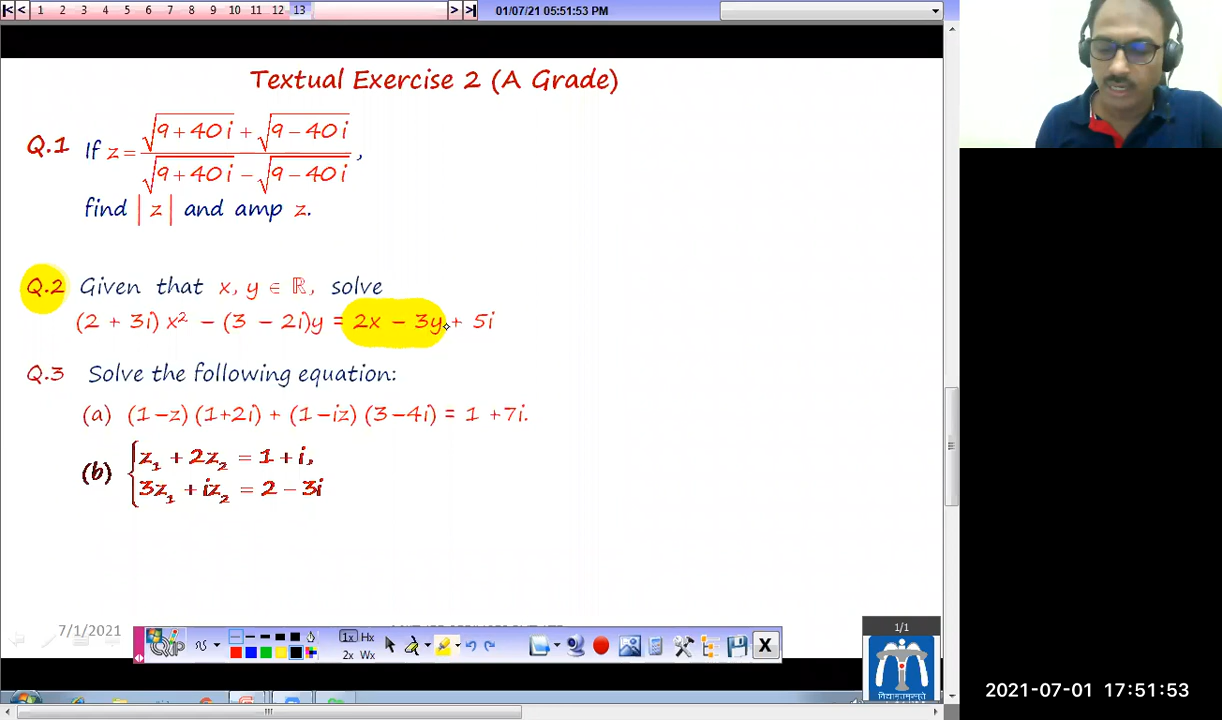 1 2 3 4 5 6 7 8 9 10 11 12 13 01/07/21 05:51:53 PM
Textual Exercise 2 (A Grade)
Q.1 If z = (√(9 + 40i) + √(9 − 40i)) / (√(9 + 40i) − √(9 − 40i)),
find |z| and amp z.
Q.2 Given that x, y ∈ ℝ, solve
(2 + 3i) x² − (3 − 2i)y = 2x − 3y + 5i
Q.3 Solve the following equation:
(a) (1−z) (1+2i) + (1−iz) (3−4i) = 1 +7i.
(b) { z₁ + 2z₂ = 1 + i,
3z₁ + iz₂ = 2 − 3i
7/1/2021
1/1
1x Hx
2x Wx
X
विद्ययामृतमश्नुते
2021-07-01 17:51:53